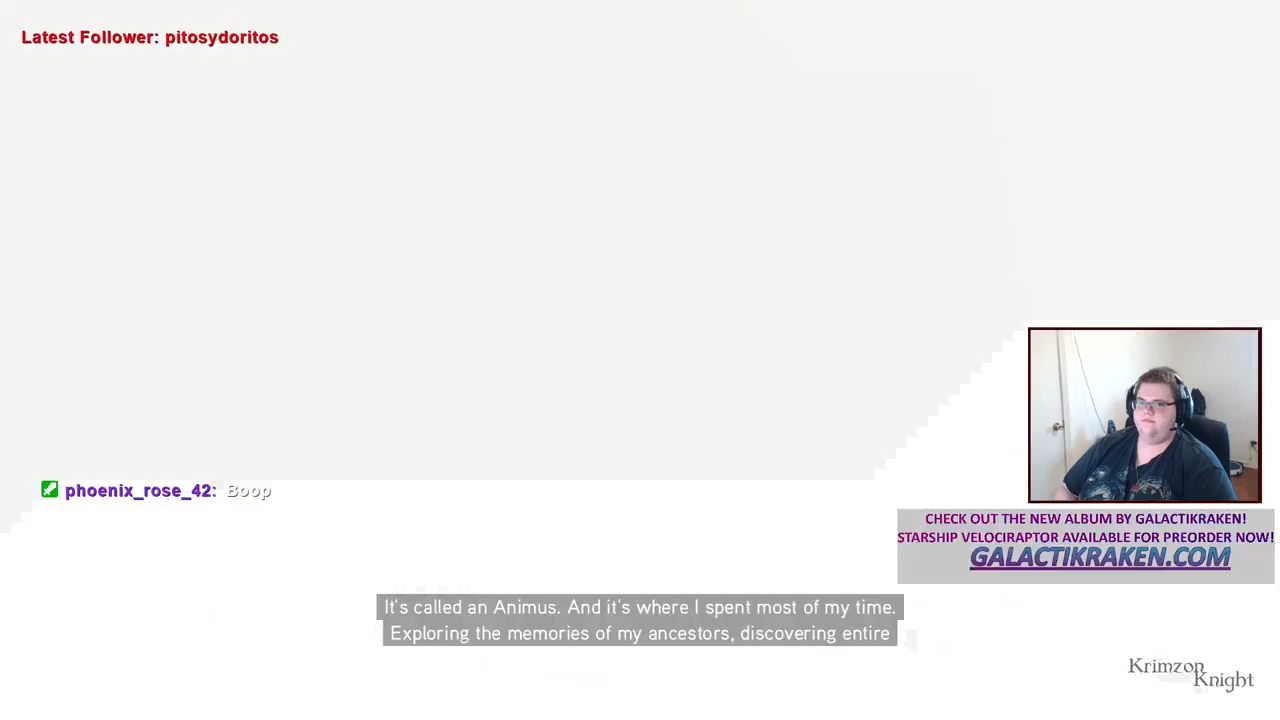 Latest Follower: pitosydoritos
phoenix_rose_42: Boop
CHECK OUT THE NEW ALBUM BY GALACTIKRAKEN!
STARSHIP VELOCIRAPTOR AVAILABLE FOR PREORDER NOW!
GALACTIKRAKEN.COM
It's called an Animus. And it's where I spent most of my time.
Exploring the memories of my ancestors, discovering entire
Krimzon
Knight